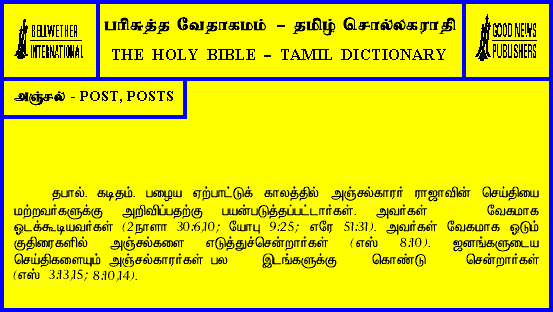 BELLWETHER
INTERNATIONAL
பரிசுத்த வேதாகமம் - தமிழ் சொல்லகராதி
THE HOLY BIBLE - TAMIL DICTIONARY
GOOD NEWS
PUBLISHERS
அஞ்சல் - POST, POSTS
தபால். கடிதம். பழைய ஏற்பாட்டுக் காலத்தில் அஞ்சல்காரர் ராஜாவின் செய்தியை
மற்றவர்களுக்கு அறிவிப்பதற்கு பயன்படுத்தப்பட்டார்கள். அவர்கள் வேகமாக
ஓடக்கூடியவர்கள் (2நாளா 30:6,10; யோபு 9:25; எரே 51:31). அவர்கள் வேகமாக ஓடும்
குதிரைகளில் அஞ்சல்களை எடுத்துச்சென்றார்கள் (எஸ் 8:10). ஜனங்களுடைய
செய்திகளையும் அஞ்சல்காரர்கள் பல இடங்களுக்கு கொண்டு சென்றார்கள்
(எஸ் 3:13,15; 8:10,14).